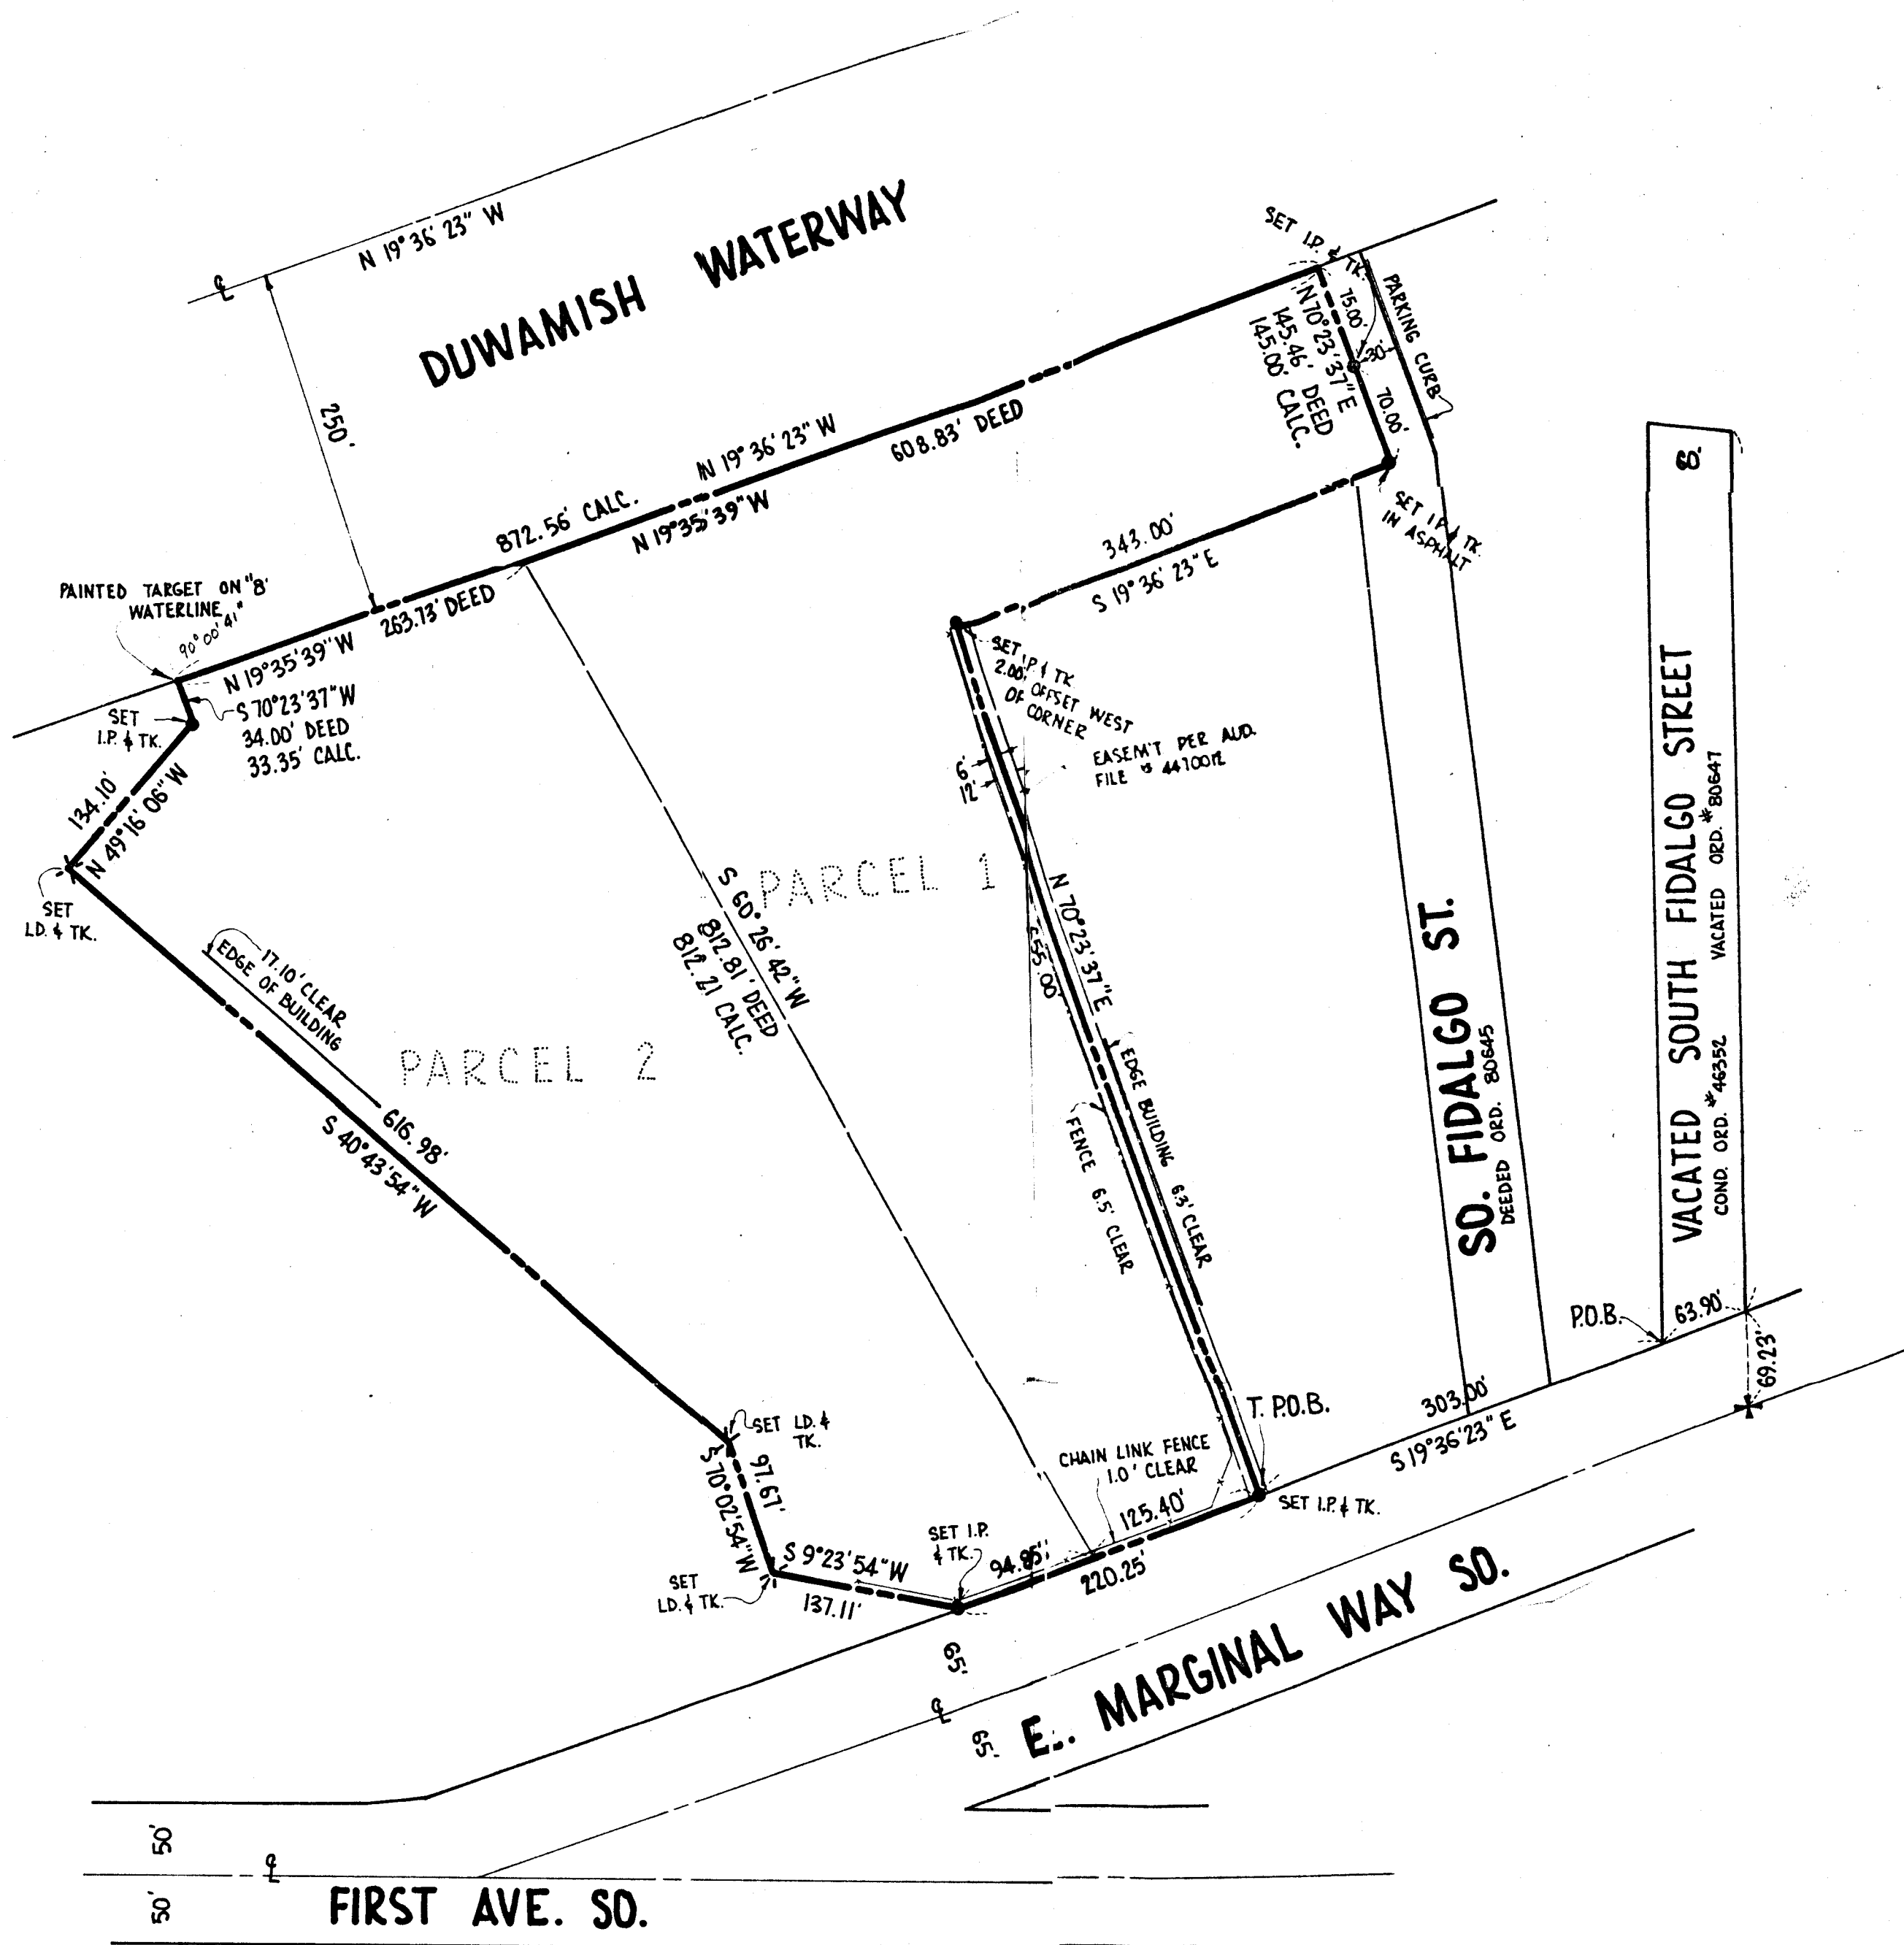 N 19° 36' 23" W
DUWAMISH WATERWAY
250'
SET I.P. & TK.
PARKING CURB
75.00'
30'
70.00'
N 70° 23' 37" E
145.46' DEED
145.00' CALC.
SET I P & TK.
IN ASPHALT
N 19° 36' 23" W
608.83' DEED
872.56' CALC.
N 19° 35' 39" W
343.00'
S 19° 36' 23" E
PAINTED TARGET ON "8'
WATERLINE
90° 00' 41"
263.73' DEED
N 19° 35' 39" W
S 70° 23' 37" W
34.00' DEED
33.35' CALC.
SET
I.P. & TK.
134.10'
N 49° 16' 06" W
SET
LD. & TK.
SET I.P & TK
2.00' OFFSET WEST
OF CORNER
EASEM'T PER AUD.
FILE
6'
12'
17.10' CLEAR
EDGE OF BUILDING
PARCEL 1
PARCEL 2
S 60° 26' 42" W
812.81' DEED
812.21 CALC.
N 70° 23' 37" E
655.00'
EDGE BUILDING 6.3' CLEAR
FENCE 6.5' CLEAR
616.98'
S 40° 43' 54" W
SO. FIDALGO ST.
DEEDED ORD. 80645
VACATED SOUTH FIDALGO STREET
COND. ORD. #46352 VACATED ORD. #80647
60.
P.O.B.
63.90'
69.23'
T. P.O.B.
303.00'
S 19° 36' 23" E
SET LD. &
TK.
97.67'
S 70° 02' 54" W
CHAIN LINK FENCE
1.0' CLEAR
125.40'
SET I.P. & TK.
SET I.P.
& TK.
94.85'
220.25'
S 9° 23' 54" W
137.11'
SET
LD. & TK.
65'
65'
E. MARGINAL WAY SO.
50'
50'
FIRST AVE. SO.